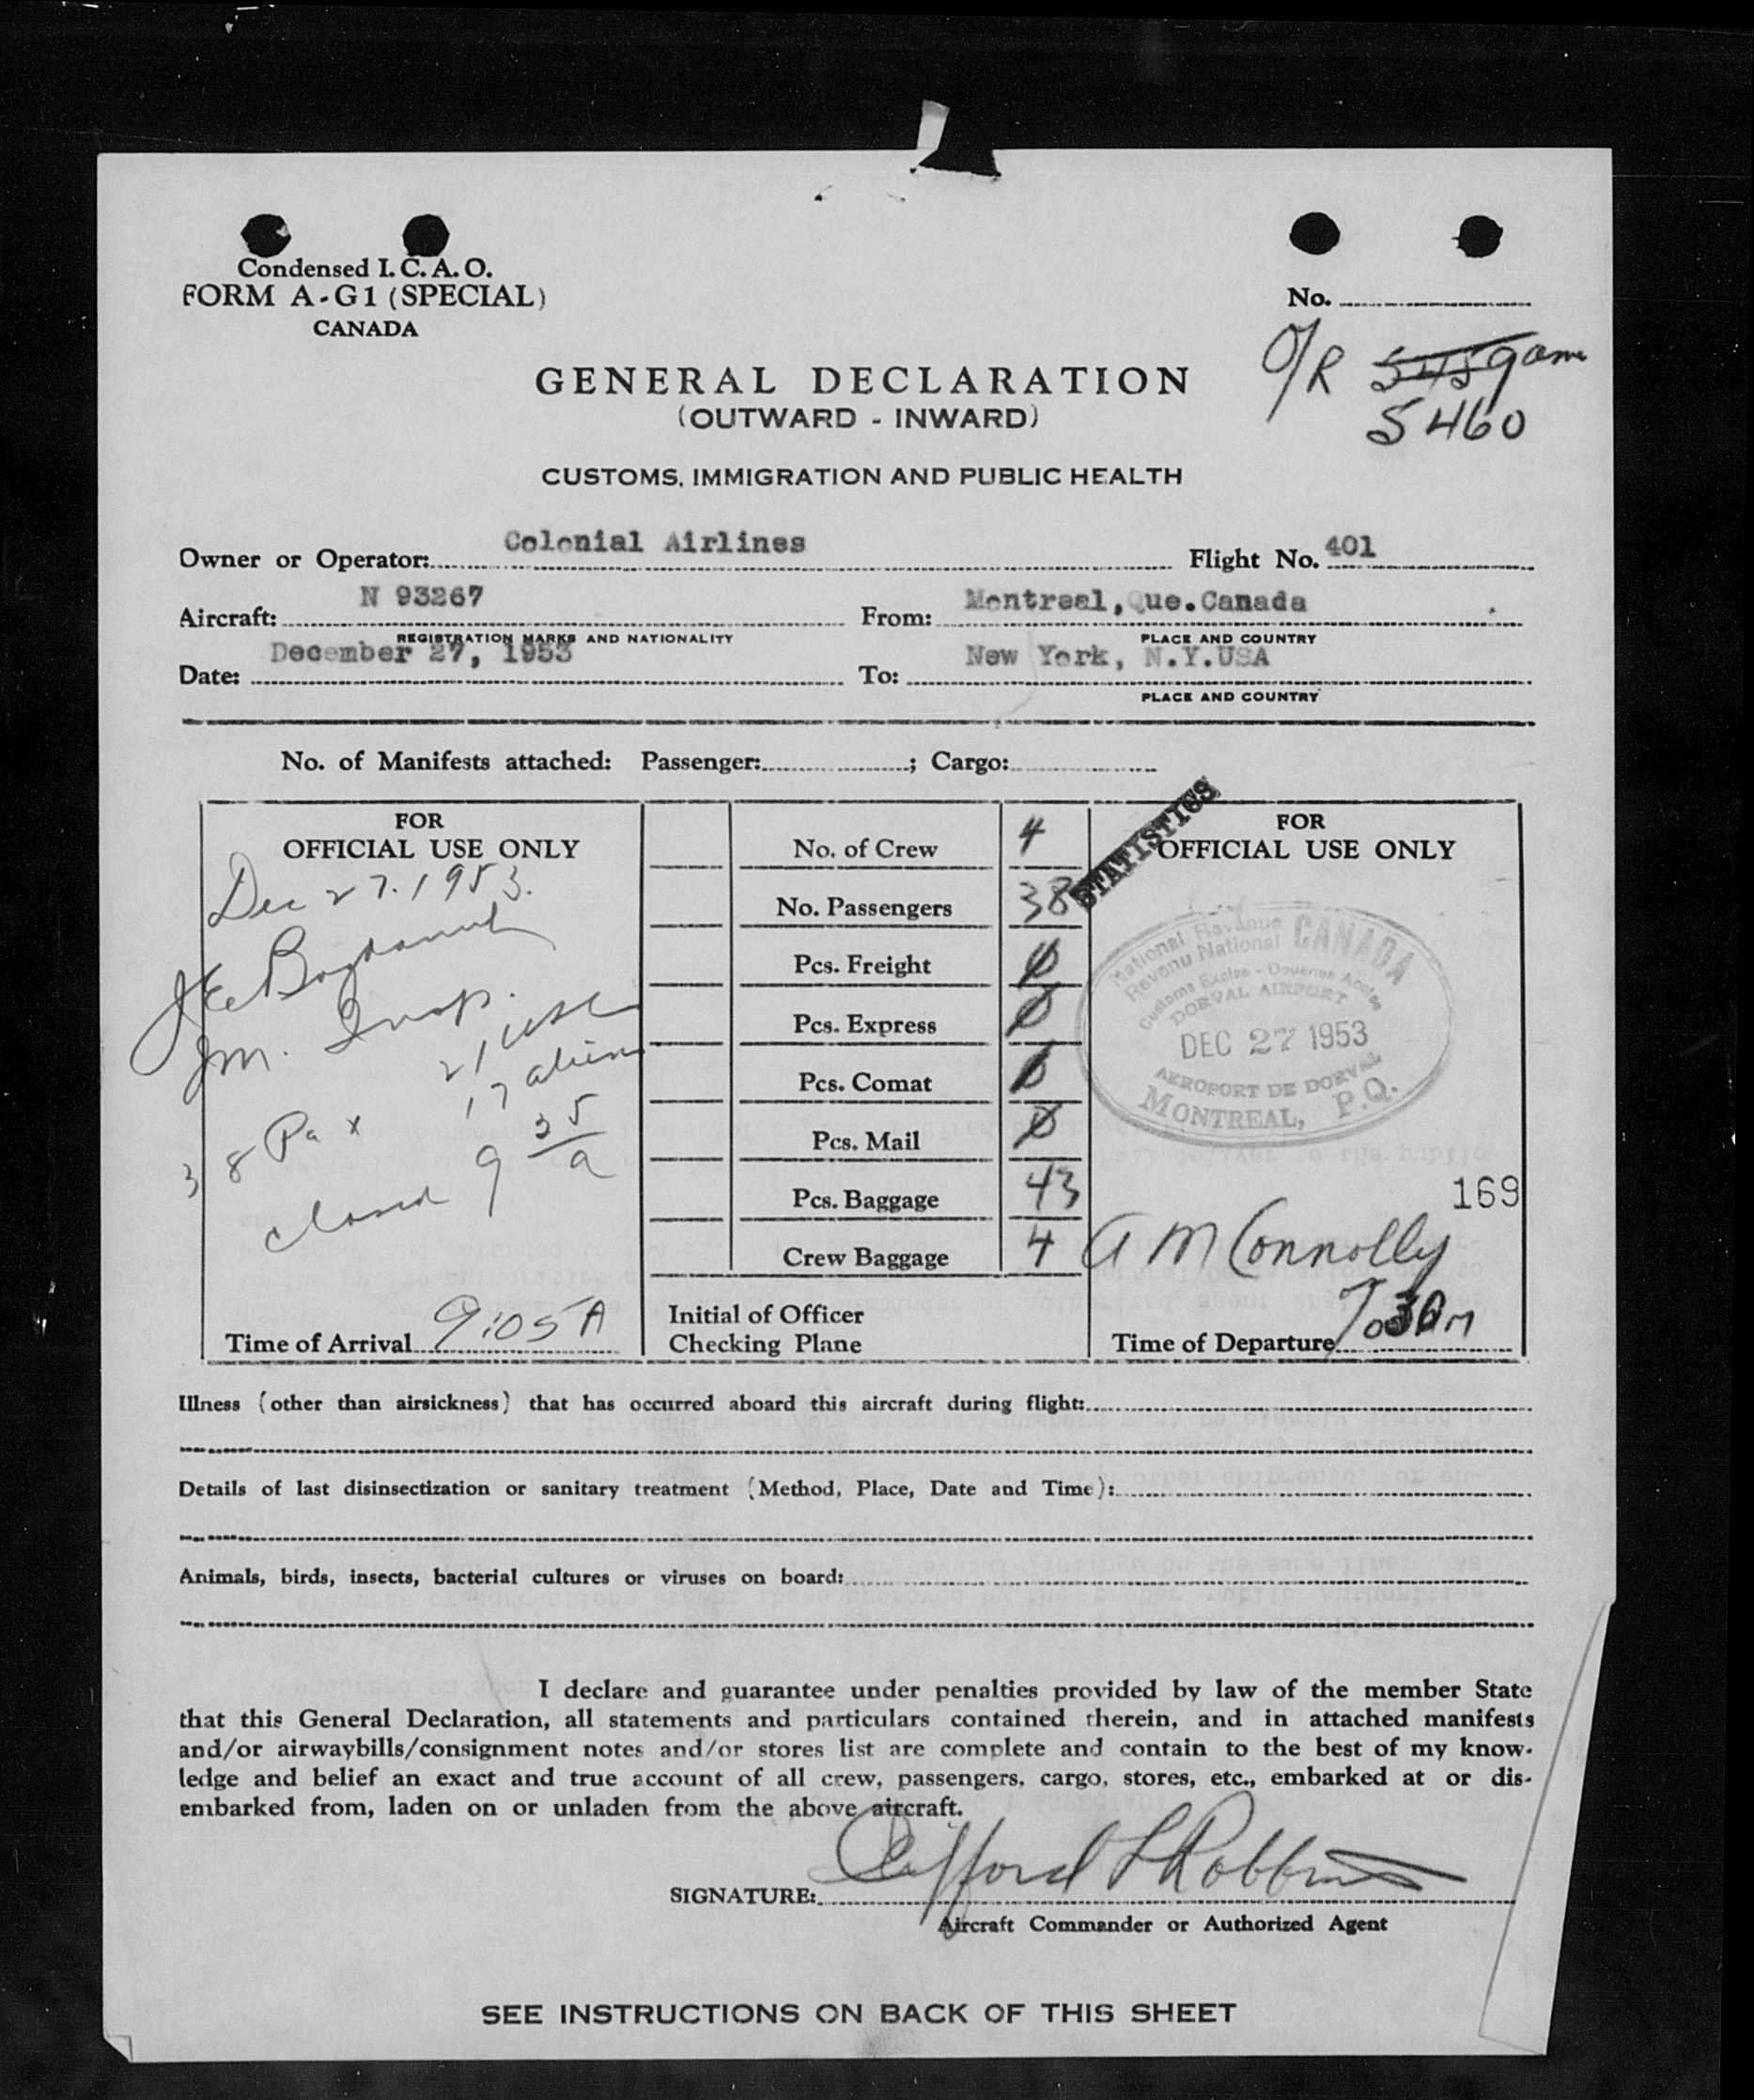 Condensed I. C. A. O.
FORM A-G1 (SPECIAL)
CANADA
No.
O/R 5459 am
5460
GENERAL DECLARATION
(OUTWARD - INWARD)
CUSTOMS, IMMIGRATION AND PUBLIC HEALTH
Owner or Operator: Colonial Airlines Flight No. 401
Aircraft: N 93267 From: Montreal, Que. Canada
REGISTRATION MARKS AND NATIONALITY PLACE AND COUNTRY
Date: December 27, 1953 To: New York, N.Y. USA
PLACE AND COUNTRY
No. of Manifests attached: Passenger: ; Cargo:
STATISTICS
FOR
OFFICIAL USE ONLY
Dec 27. 1953.
Im. Insp.
21 USC
17 aliens
38 Pax
closed 9 35/a
Time of Arrival 9:05 A
No. of Crew 4
No. Passengers 38
Pcs. Freight 0
Pcs. Express 0
Pcs. Comat 0
Pcs. Mail 0
Pcs. Baggage 43
Crew Baggage 4
Initial of Officer
Checking Plane
FOR
OFFICIAL USE ONLY
National Revenue CANADA
Revenu National
Customs Excise - Douanes Accise
DORVAL AIRPORT
DEC 27 1953
AEROPORT DE DORVAL
MONTREAL, P.Q.
169
A M Connolly
Time of Departure 7:30 Am
Illness (other than airsickness) that has occurred aboard this aircraft during flight:
Details of last disinsectization or sanitary treatment (Method, Place, Date and Time):
Animals, birds, insects, bacterial cultures or viruses on board:
I declare and guarantee under penalties provided by law of the member State
that this General Declaration, all statements and particulars contained therein, and in attached manifests
and/or airwaybills/consignment notes and/or stores list are complete and contain to the best of my know-
ledge and belief an exact and true account of all crew, passengers, cargo, stores, etc., embarked at or dis-
embarked from, laden on or unladen from the above aircraft.
SIGNATURE: Clifford L Robbins
Aircraft Commander or Authorized Agent
SEE INSTRUCTIONS ON BACK OF THIS SHEET